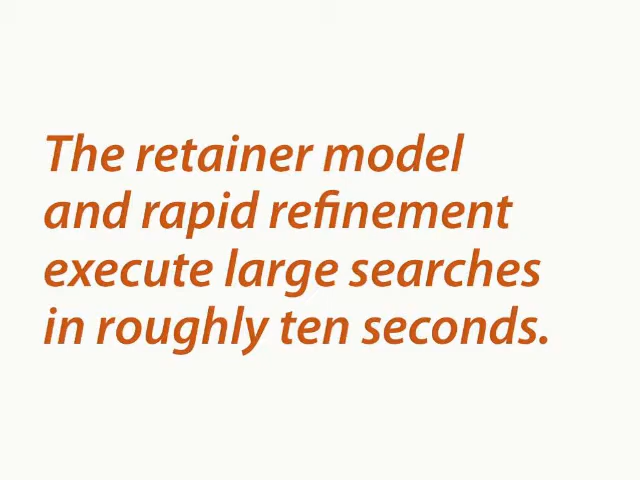 The retainer model
and rapid refinement
execute large searches
in roughly ten seconds.